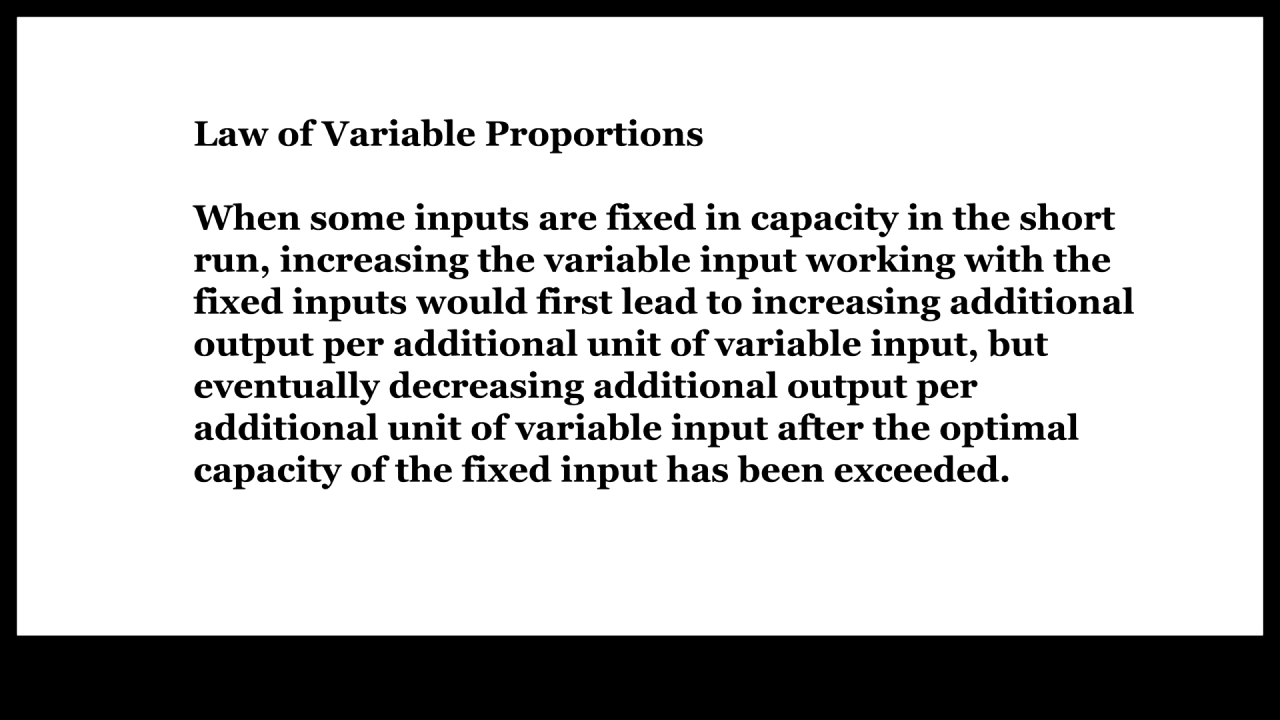 Law of Variable Proportions
When some inputs are fixed in capacity in the short
run, increasing the variable input working with the
fixed inputs would first lead to increasing additional
output per additional unit of variable input, but
eventually decreasing additional output per
additional unit of variable input after the optimal
capacity of the fixed input has been exceeded.